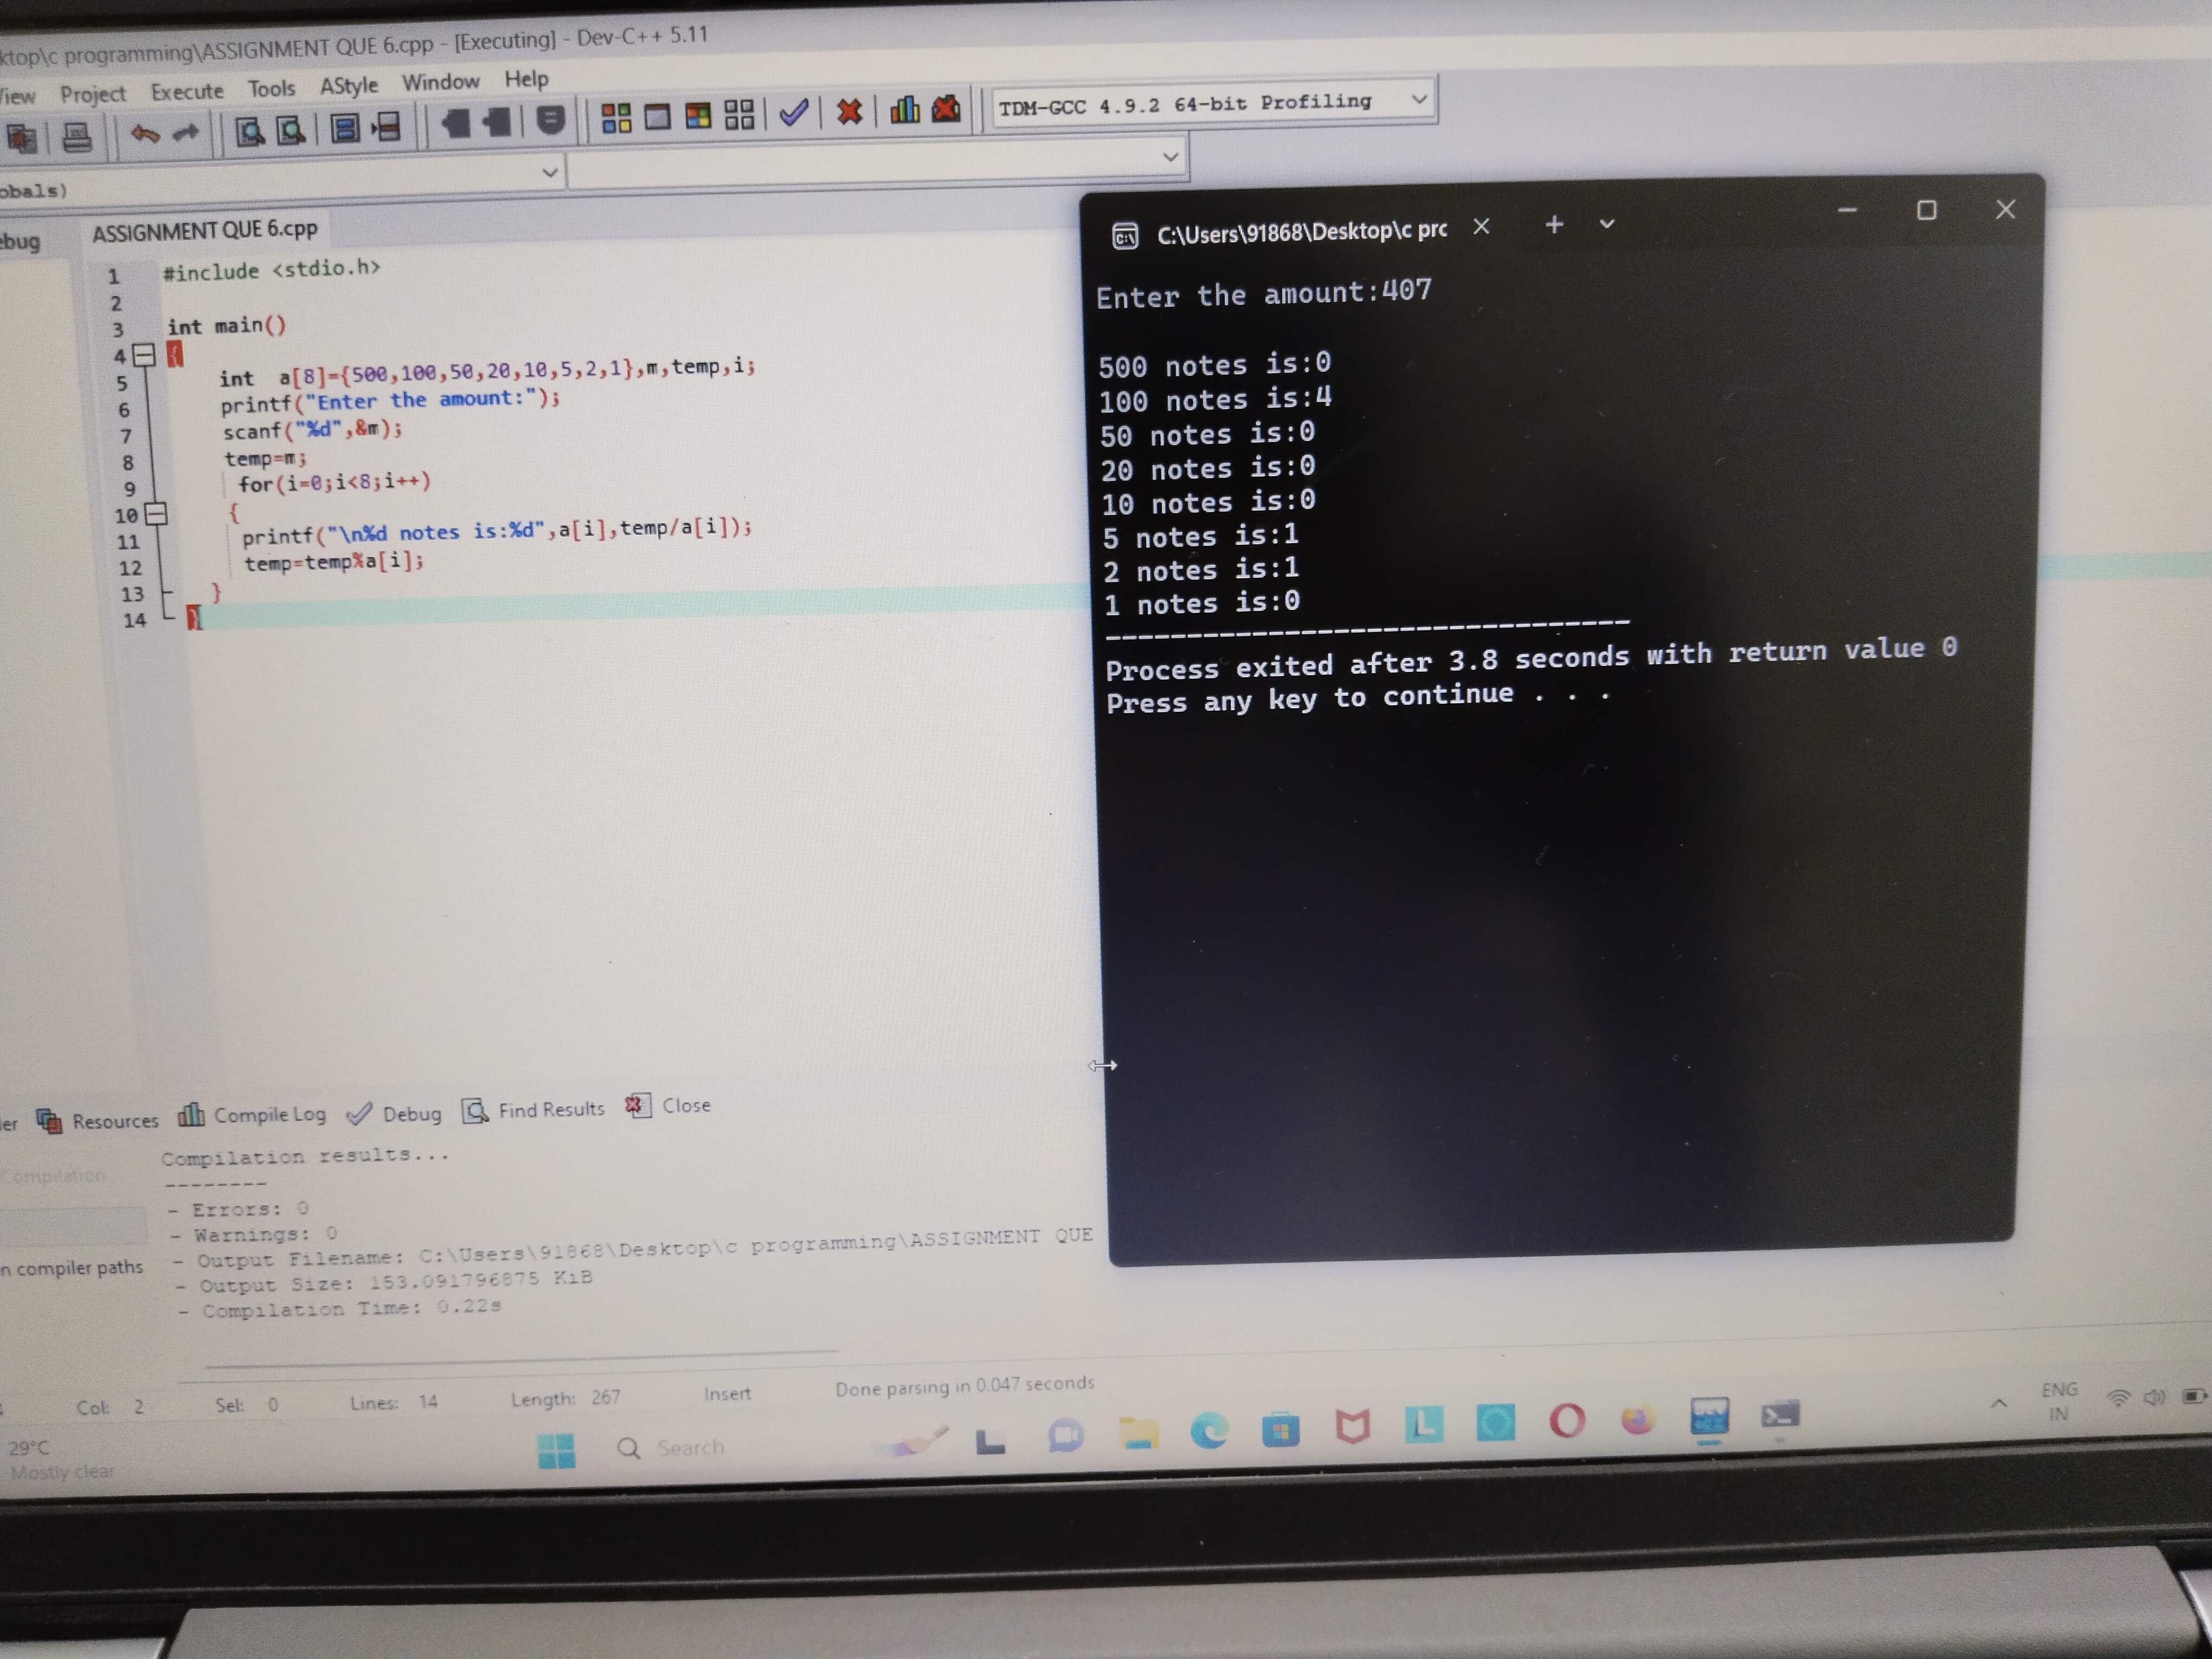 ktop\c programming\ASSIGNMENT QUE 6.cpp - [Executing] - Dev-C++ 5.11
View Project Execute Tools AStyle Window Help
TDM-GCC 4.9.2 64-bit Profiling
obals)
ebug
ASSIGNMENT QUE 6.cpp
1 #include <stdio.h>
2
3 int main()
4 {
5 int  a[8]={500,100,50,20,10,5,2,1},m,temp,i;
6 printf("Enter the amount:");
7 scanf("%d",&m);
8 temp=m;
9 for(i=0;i<8;i++)
10 {
11 printf("\n%d notes is:%d",a[i],temp/a[i]);
12 temp=temp%a[i];
13 }
14 }
C:\Users\91868\Desktop\c prc
Enter the amount:407
500 notes is:0
100 notes is:4
50 notes is:0
20 notes is:0
10 notes is:0
5 notes is:1
2 notes is:1
1 notes is:0
--------------------------------
Process exited after 3.8 seconds with return value 0
Press any key to continue . . .
er Resources Compile Log Debug Find Results Close
Compilation
n compiler paths
Compilation results...
--------
- Errors: 0
- Warnings: 0
- Output Filename: C:\Users\91868\Desktop\c programming\ASSIGNMENT QUE
- Output Size: 153.091796875 KiB
- Compilation Time: 0.22s
Col: 2 Sel: 0 Lines: 14 Length: 267 Insert Done parsing in 0.047 seconds
29°C
Mostly clear
Search
ENG
IN